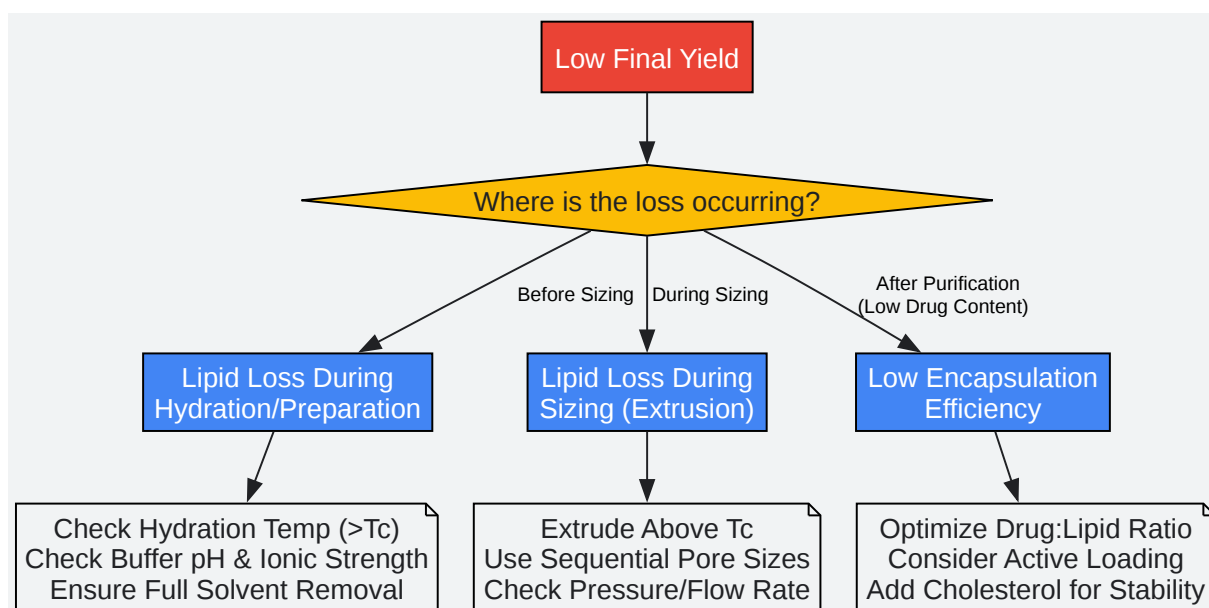 Low Final Yield
Where is the loss occurring?
Before Sizing
During Sizing
After Purification
(Low Drug Content)
Lipid Loss During
Hydration/Preparation
Lipid Loss During
Sizing (Extrusion)
Low Encapsulation
Efficiency
Check Hydration Temp (>Tc)
Check Buffer pH & Ionic Strength
Ensure Full Solvent Removal
Extrude Above Tc
Use Sequential Pore Sizes
Check Pressure/Flow Rate
Optimize Drug:Lipid Ratio
Consider Active Loading
Add Cholesterol for Stability